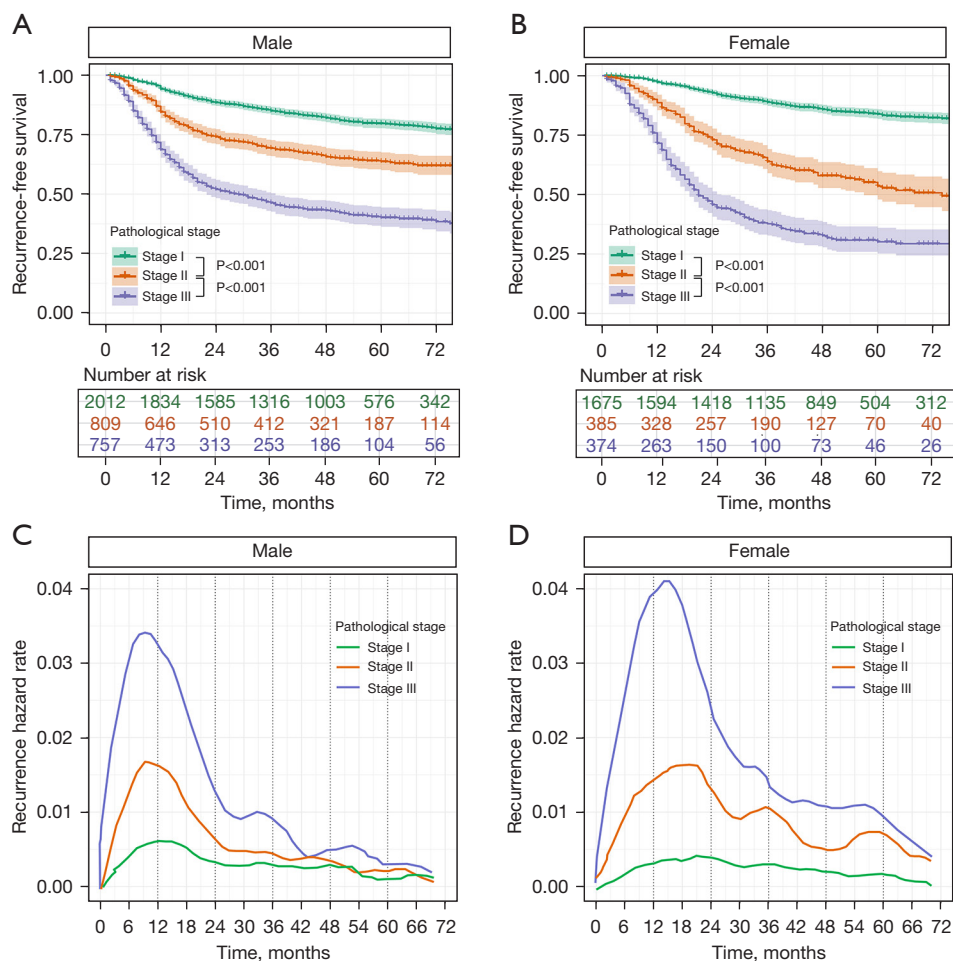 A
Male
Recurrence-free survival
1.00
0.75
0.50
0.25
0.00
Pathological stage
Stage I
Stage II
Stage III
P<0.001
P<0.001
0 12 24 36 48 60 72
Number at risk
2012 1834 1585 1316 1003 576 342
809 646 510 412 321 187 114
757 473 313 253 186 104 56
0 12 24 36 48 60 72
Time, months
B
Female
Recurrence-free survival
1.00
0.75
0.50
0.25
0.00
Pathological stage
Stage I
Stage II
Stage III
P<0.001
P<0.001
0 12 24 36 48 60 72
Number at risk
1675 1594 1418 1135 849 504 312
385 328 257 190 127 70 40
374 263 150 100 73 46 26
0 12 24 36 48 60 72
Time, months
C
Male
Recurrence hazard rate
0.04
0.03
0.02
0.01
0.00
Pathological stage
Stage I
Stage II
Stage III
0 6 12 18 24 30 36 42 48 54 60 66 72
Time, months
D
Female
Recurrence hazard rate
0.04
0.03
0.02
0.01
0.00
Pathological stage
Stage I
Stage II
Stage III
0 6 12 18 24 30 36 42 48 54 60 66 72
Time, months